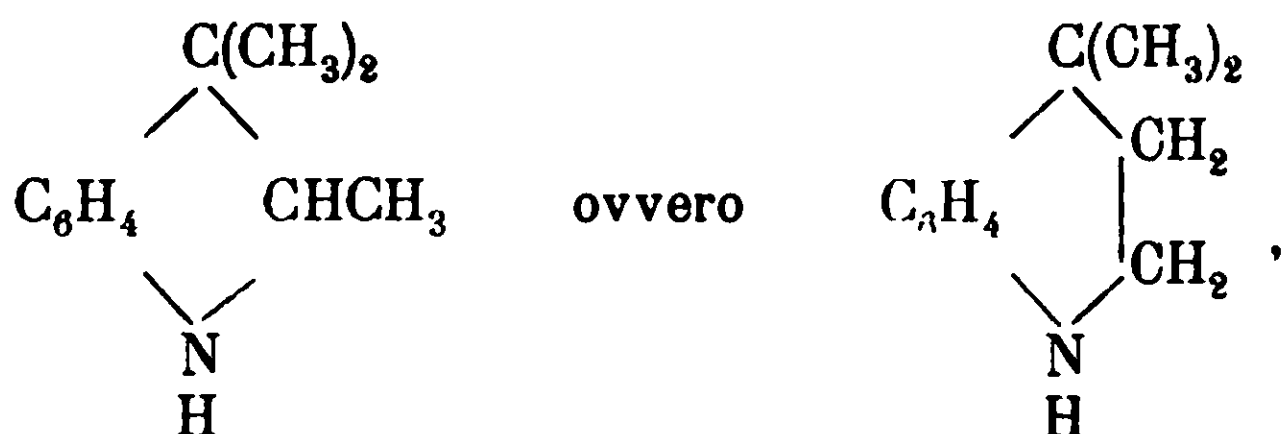 C(CH₃)₂ C(CH₃)₂
CH₂
C₆H₄ CHCH₃ ovvero C₆H₄
CH₂ ,
N N
H H